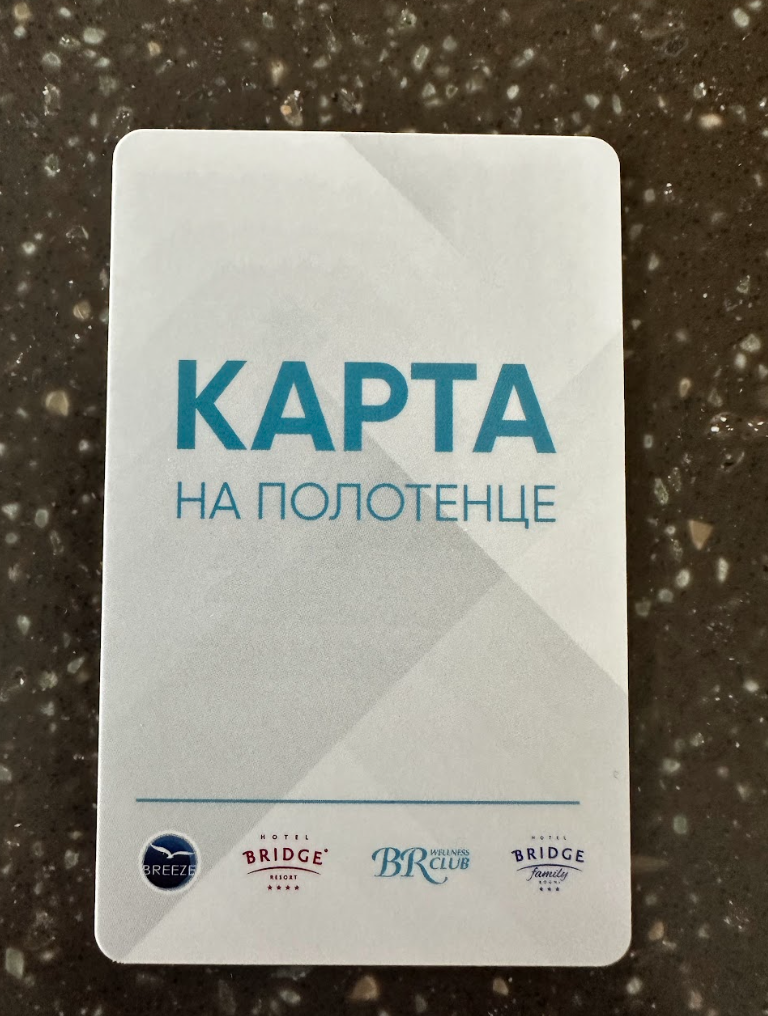 КАРТА
НА ПОЛОТЕНЦЕ
BREEZE
HOTEL
BRIDGE
RESORT
BR WELLNESS
CLUB
HOTEL
BRIDGE
family